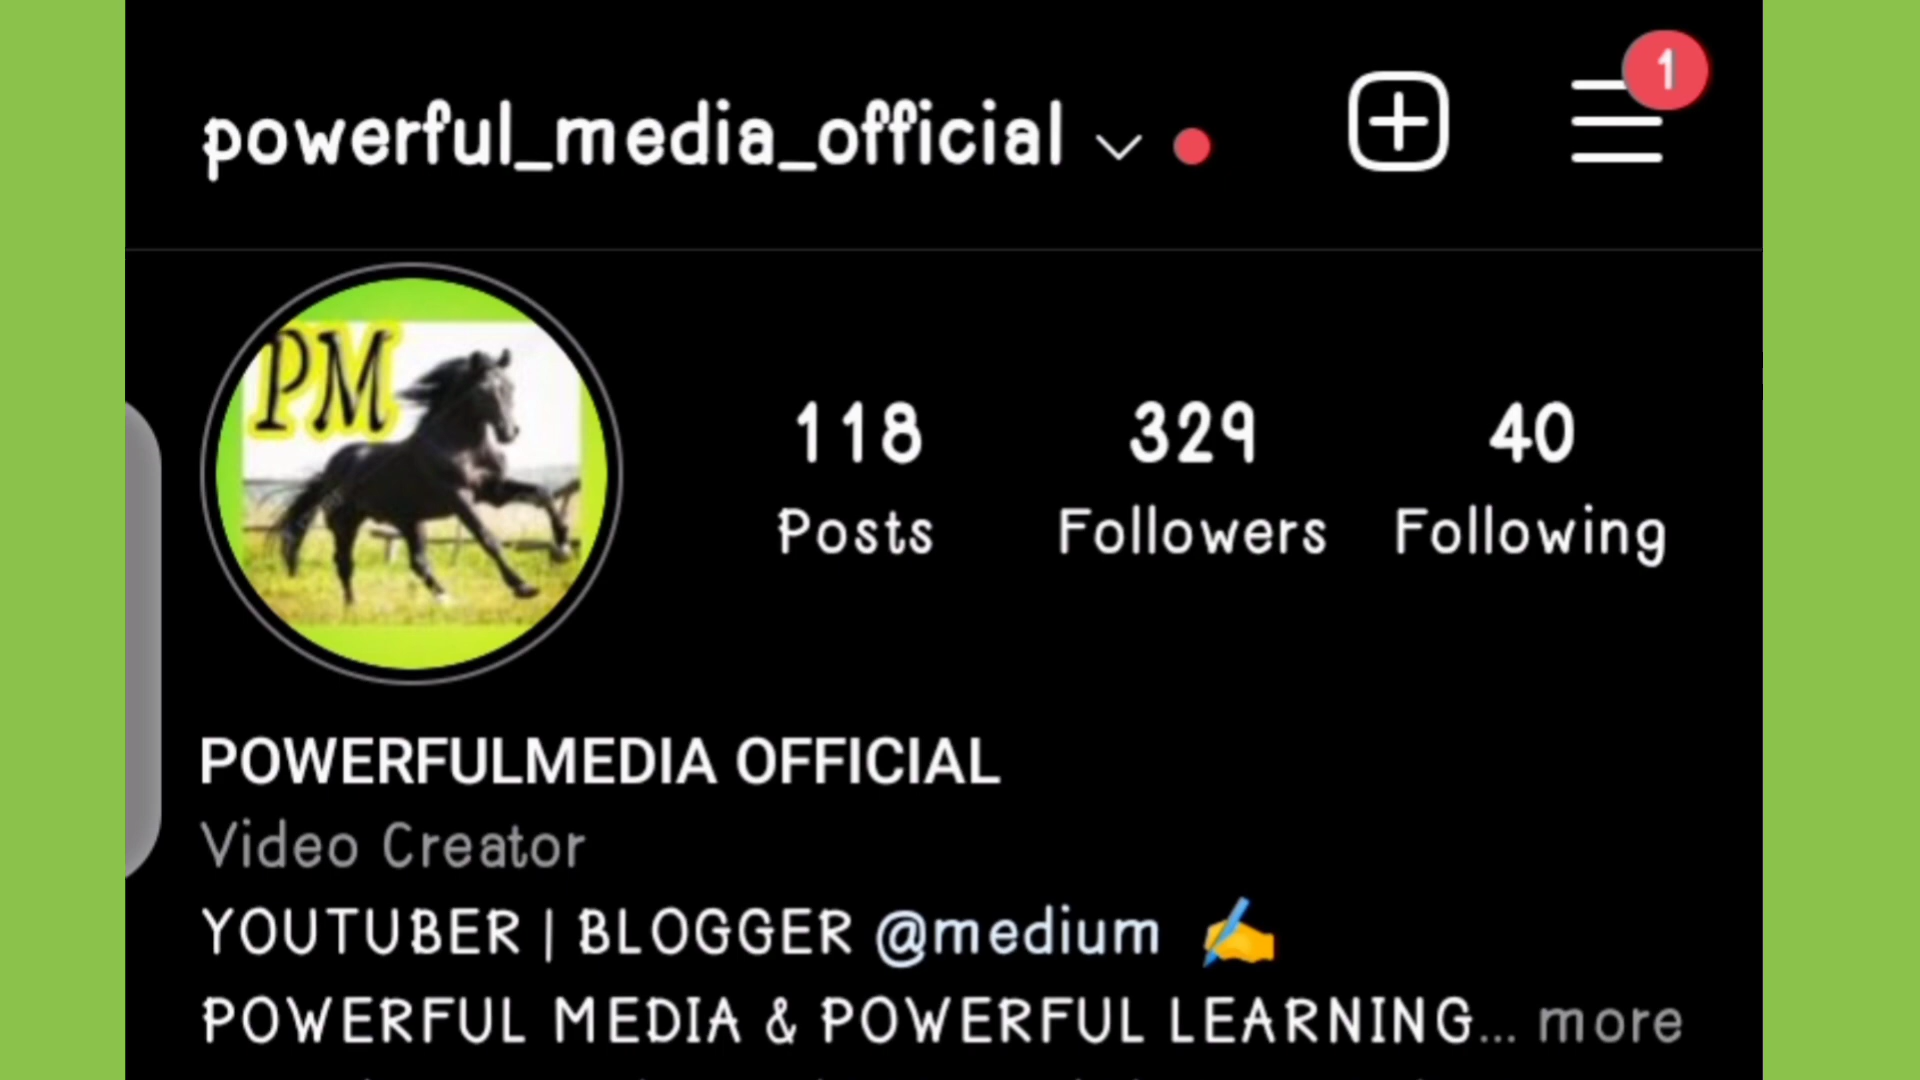 powerful_media_official
1
PM
118 329 40
Posts Followers Following
POWERFULMEDIA OFFICIAL
Video Creator
YOUTUBER | BLOGGER @medium ✍
POWERFUL MEDIA & POWERFUL LEARNING... more